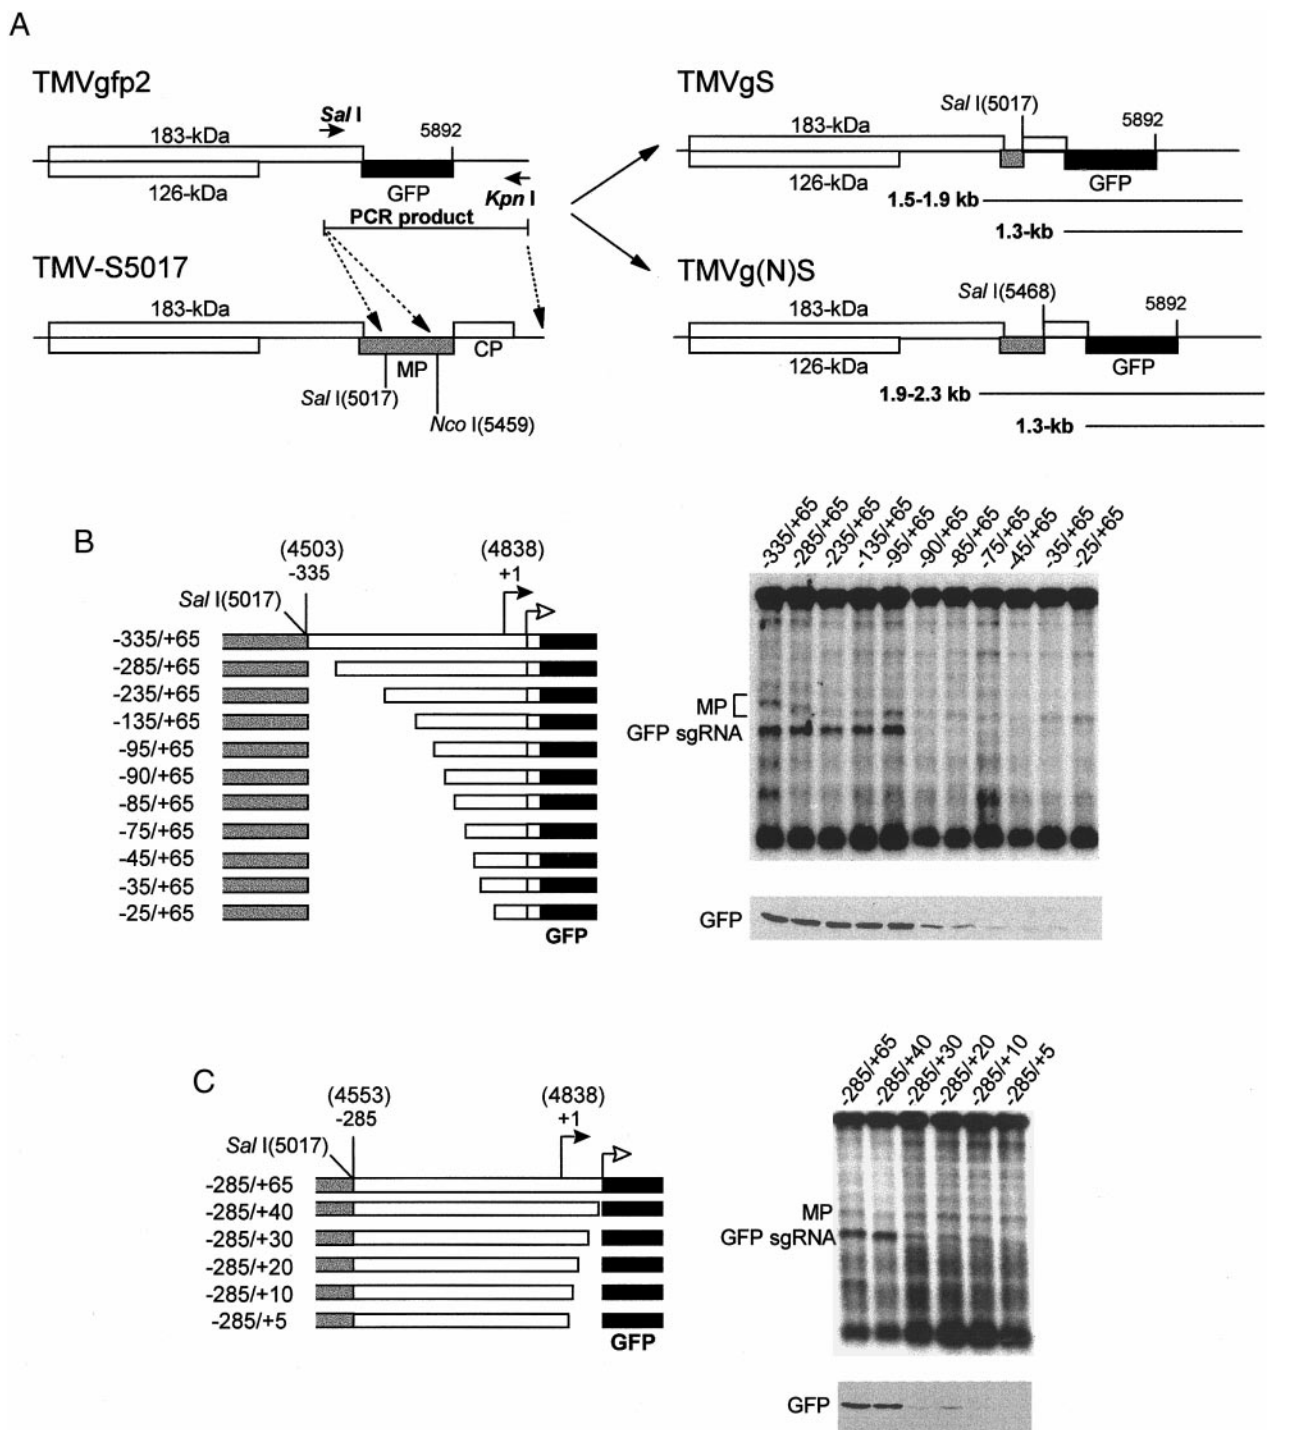 A
TMVgfp2
Sal I
183-kDa
5892
126-kDa
GFP
Kpn I
PCR product
TMV-S5017
183-kDa
CP
MP
Sal I(5017)
Nco I(5459)
TMVgS
Sal I(5017)
183-kDa
5892
126-kDa
GFP
1.5-1.9 kb
1.3-kb
TMVg(N)S
Sal I(5468)
183-kDa
5892
126-kDa
GFP
1.9-2.3 kb
1.3-kb
B
(4503)
-335
(4838)
+1
Sal I(5017)
-335/+65
-285/+65
-235/+65
-135/+65
-95/+65
-90/+65
-85/+65
-75/+65
-45/+65
-35/+65
-25/+65
GFP
-335/+65
-285/+65
-235/+65
-135/+65
-95/+65
-90/+65
-85/+65
-75/+65
-45/+65
-35/+65
-25/+65
MP
GFP sgRNA
GFP
C
(4553)
-285
(4838)
+1
Sal I(5017)
-285/+65
-285/+40
-285/+30
-285/+20
-285/+10
-285/+5
GFP
-285/+65
-285/+40
-285/+30
-285/+20
-285/+10
-285/+5
MP
GFP sgRNA
GFP